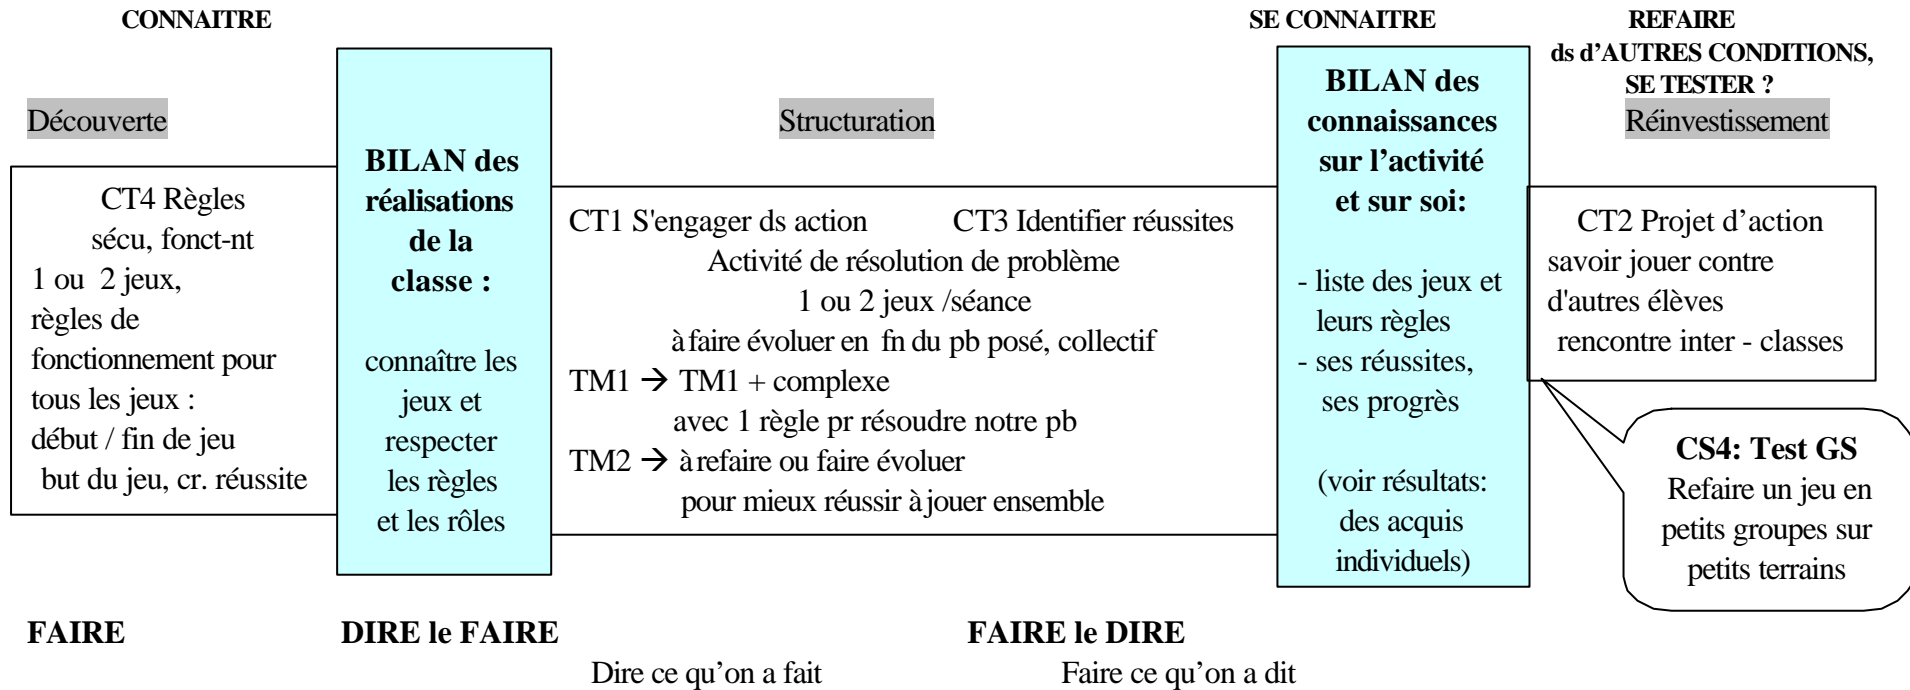 CONNAITRE
SE CONNAITRE
REFAIRE
ds d’AUTRES CONDITIONS,
SE TESTER ?
Découverte
Structuration
Réinvestissement
CT4 Règles
sécu, fonct-nt
1 ou 2 jeux,
règles de
fonctionnement pour
tous les jeux :
début / fin de jeu
but du jeu, cr. réussite
BILAN des
réalisations
de la
classe :
connaître les
jeux et
respecter
les règles
et les rôles
CT1 S'engager ds action CT3 Identifier réussites
Activité de résolution de problème
1 ou 2 jeux /séance
à faire évoluer en fn du pb posé, collectif
TM1 → TM1 + complexe
avec 1 règle pr résoudre notre pb
TM2 → à refaire ou faire évoluer
pour mieux réussir à jouer ensemble
BILAN des
connaissances
sur l’activité
et sur soi:
- liste des jeux et
leurs règles
- ses réussites,
ses progrès
(voir résultats:
des acquis
individuels)
CT2 Projet d’action
savoir jouer contre
d'autres élèves
rencontre inter - classes
CS4: Test GS
Refaire un jeu en
petits groupes sur
petits terrains
FAIRE
DIRE le FAIRE
FAIRE le DIRE
Dire ce qu’on a fait
Faire ce qu’on a dit